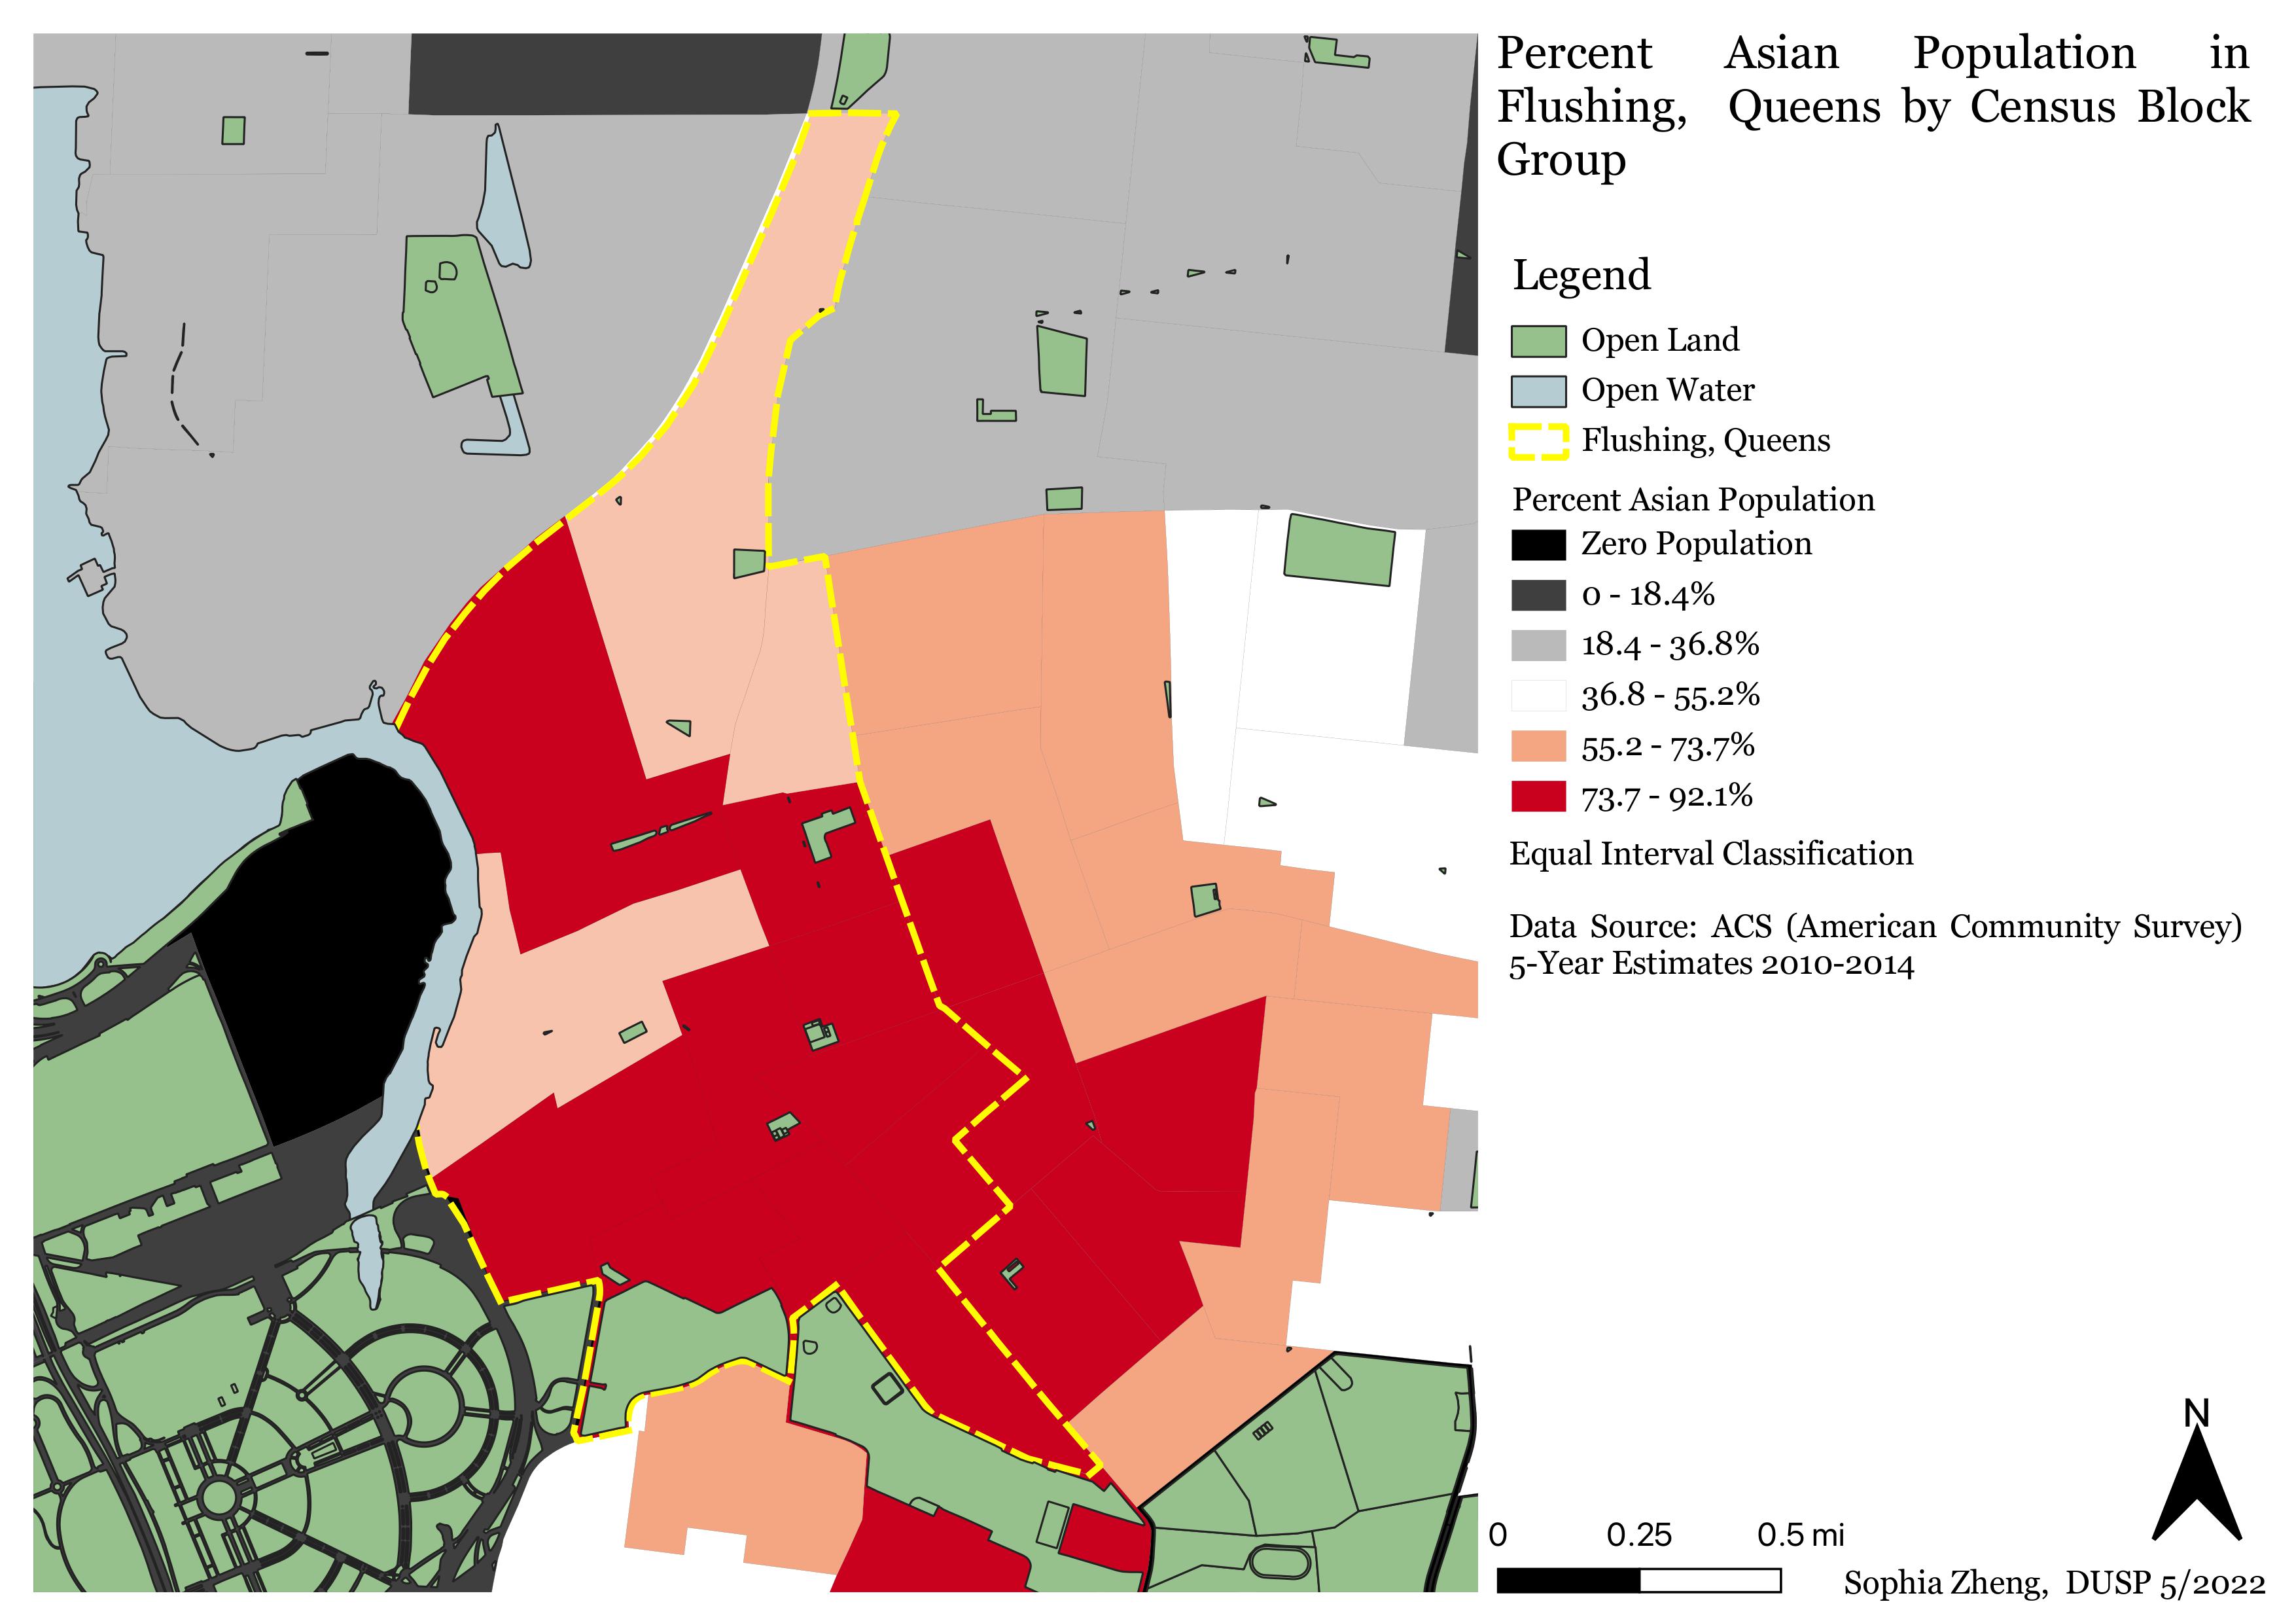 Percent Asian Population in
Flushing, Queens by Census Block
Group
Legend
Open Land
Open Water
Flushing, Queens
Percent Asian Population
Zero Population
0 - 18.4%
18.4 - 36.8%
36.8 - 55.2%
55.2 - 73.7%
73.7 - 92.1%
Equal Interval Classification
Data Source: ACS (American Community Survey)
5-Year Estimates 2010-2014
N
0 0.25 0.5 mi
Sophia Zheng, DUSP 5/2022